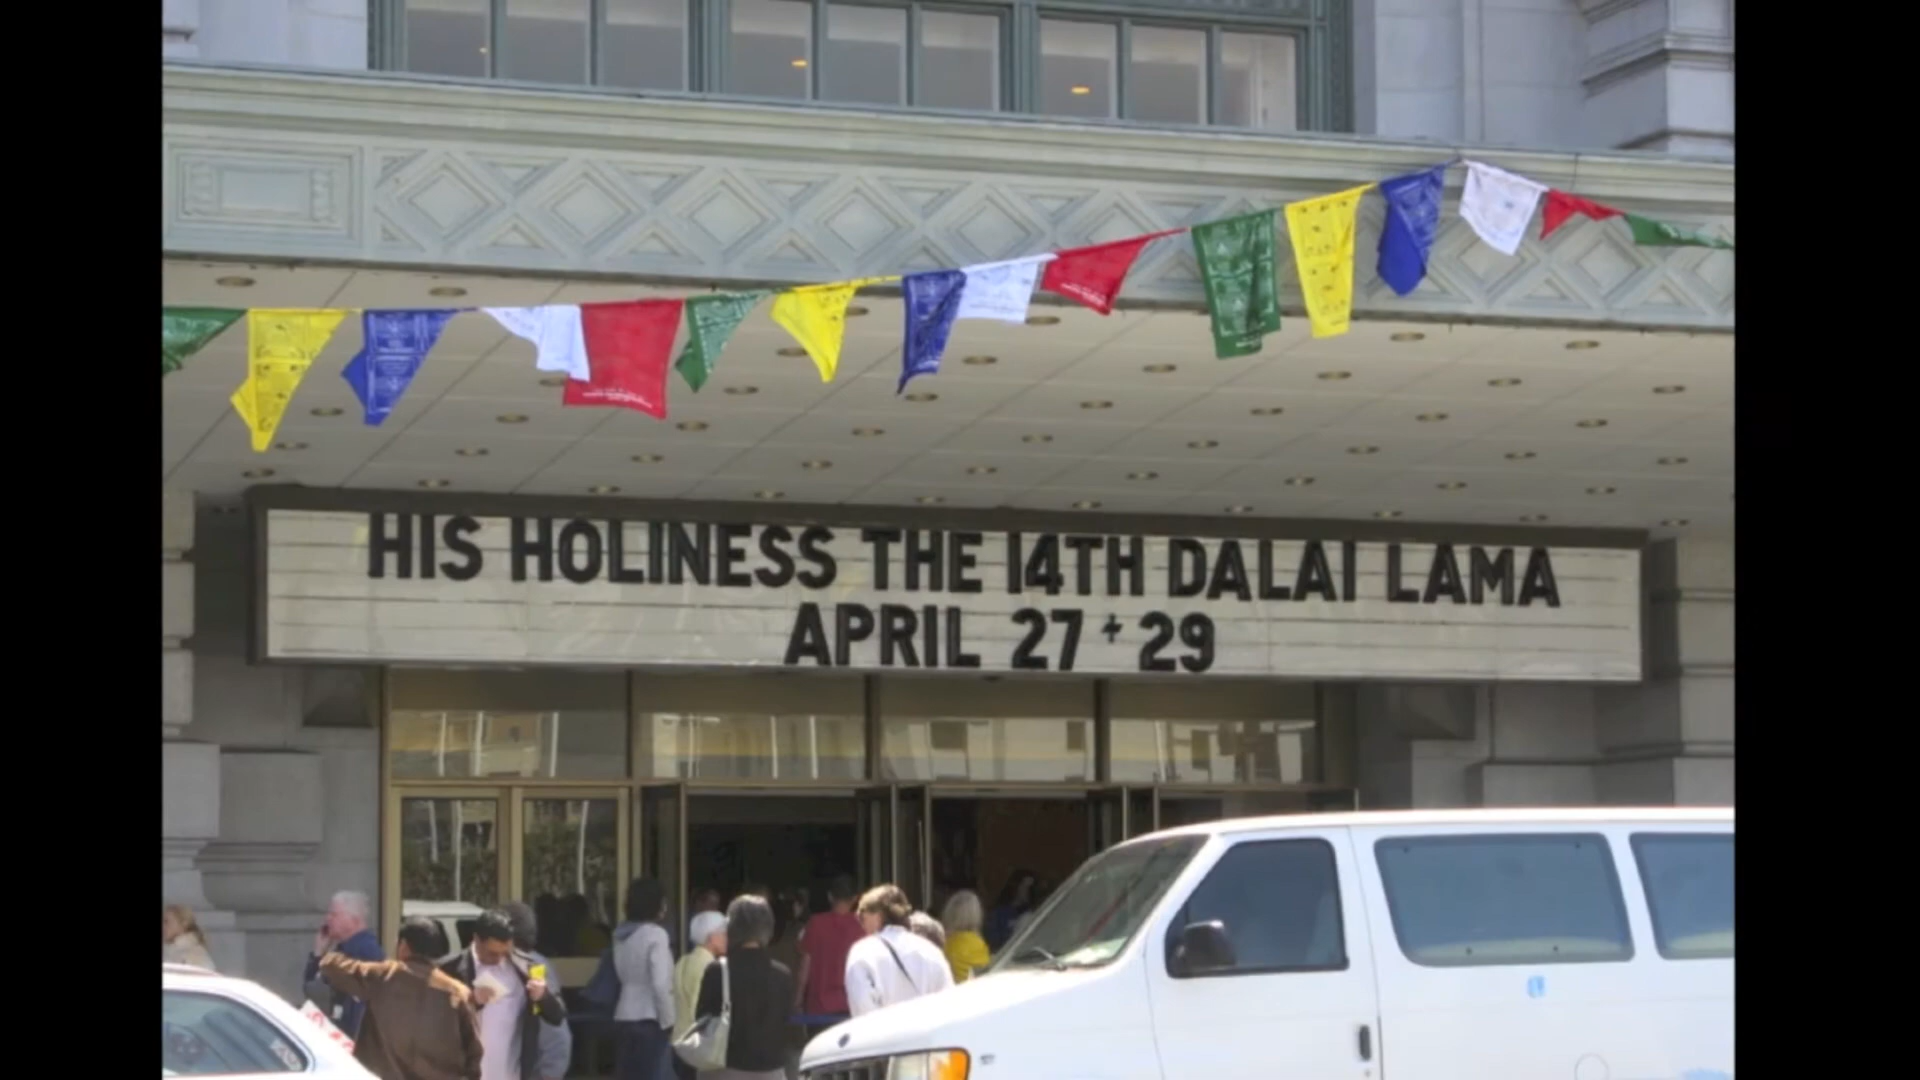 HIS HOLINESS THE 14TH DALAI LAMA
APRIL 27 + 29